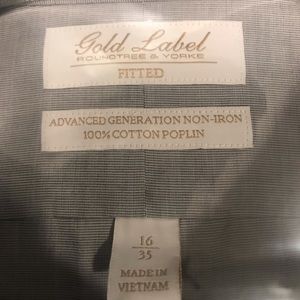 Gold Label
ROUNDTREE & YORKE
FITTED
ADVANCED GENERATION NON-IRON
100% COTTON POPLIN
16
35
MADE IN
VIETNAM